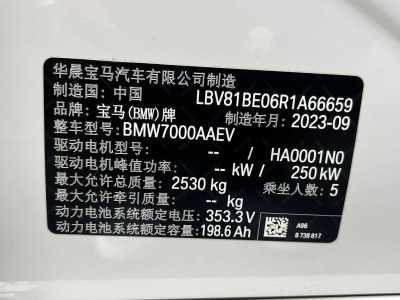 华晨宝马汽车有限公司制造
制造国: 中国 LBV81BE06R1A66659
品牌: 宝马(BMW)牌 制造年月: 2023-09
整车型号: BMW7000AAEV
驱动电机型号: -- / HA0001N0
驱动电机峰值功率: -- kW / 250 kW
最大允许总质量: 2530 kg 乘坐人数: 5
最大允许牵引质量: -- kg
动力电池系统额定电压: 353.3 V
动力电池系统额定容量: 198.6 Ah
A96
8 738 817